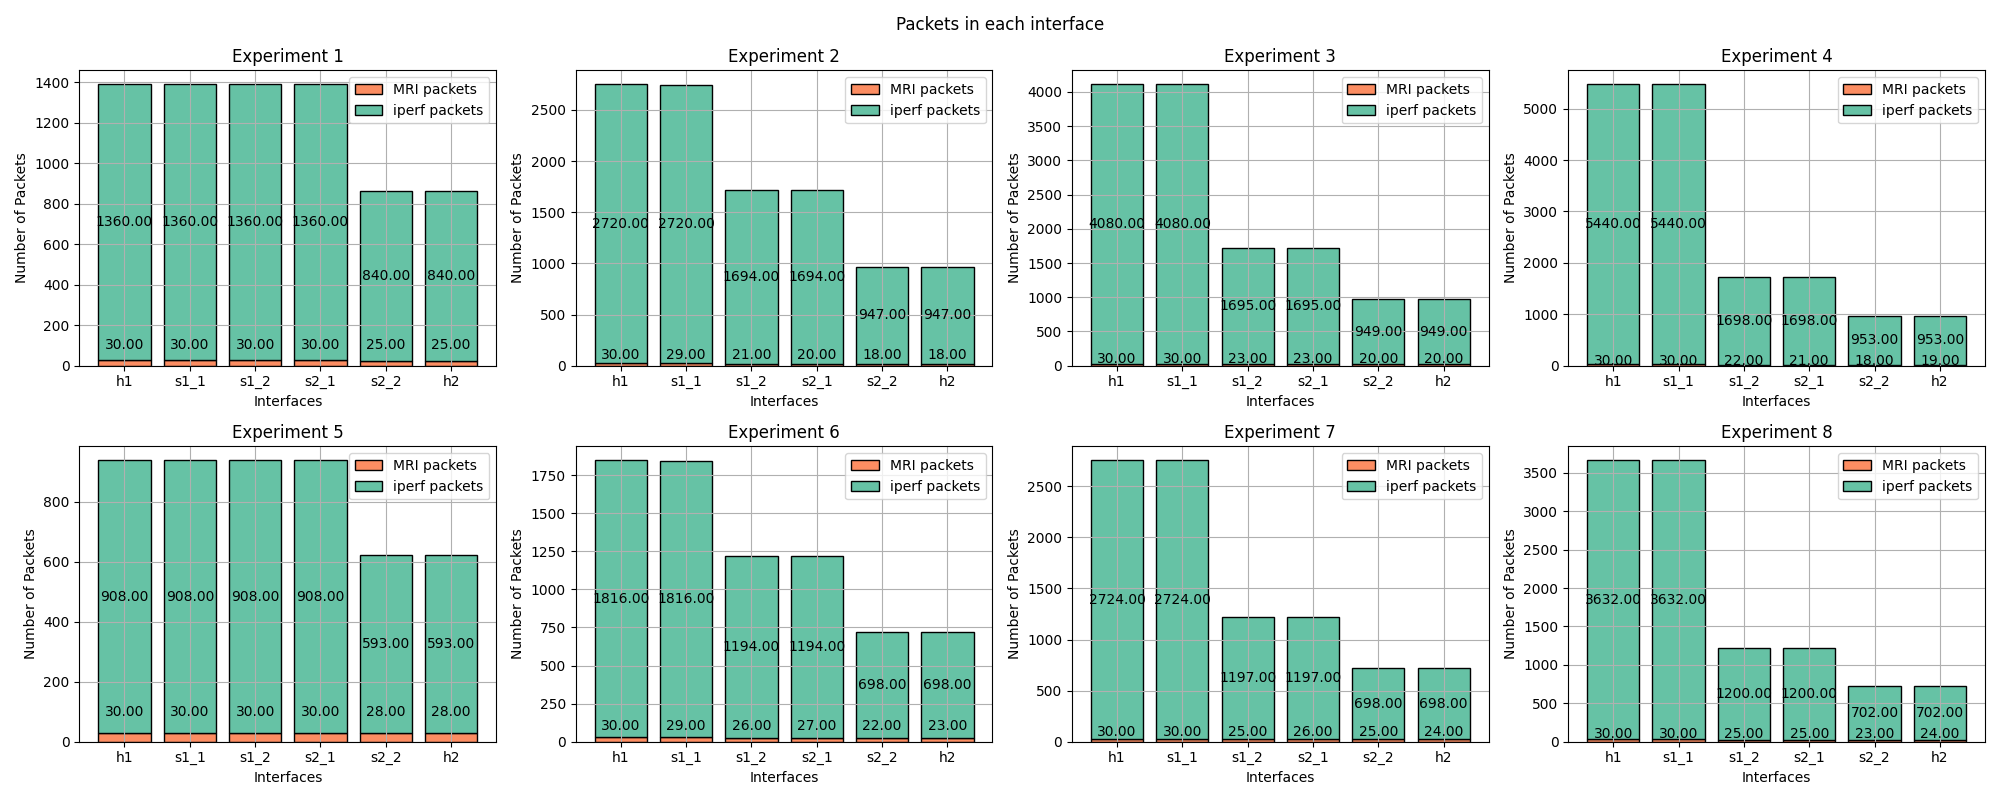 Packets in each interface
Experiment 1
Number of Packets
1400
1200
1000
800
600
400
200
0
MRI packets
iperf packets
1360.00 1360.00 1360.00 1360.00 840.00 840.00
30.00 30.00 30.00 30.00 25.00 25.00
h1 s1_1 s1_2 s2_1 s2_2 h2
Interfaces
Experiment 2
Number of Packets
2500
2000
1500
1000
500
0
MRI packets
iperf packets
2720.00 2720.00 1694.00 1694.00 947.00 947.00
30.00 29.00 21.00 20.00 18.00 18.00
h1 s1_1 s1_2 s2_1 s2_2 h2
Interfaces
Experiment 3
Number of Packets
4000
3500
3000
2500
2000
1500
1000
500
0
MRI packets
iperf packets
4080.00 4080.00 1695.00 1695.00 949.00 949.00
30.00 30.00 23.00 23.00 20.00 20.00
h1 s1_1 s1_2 s2_1 s2_2 h2
Interfaces
Experiment 4
Number of Packets
5000
4000
3000
2000
1000
0
MRI packets
iperf packets
5440.00 5440.00 1698.00 1698.00 953.00 953.00
30.00 30.00 22.00 21.00 18.00 19.00
h1 s1_1 s1_2 s2_1 s2_2 h2
Interfaces
Experiment 5
Number of Packets
800
600
400
200
0
MRI packets
iperf packets
908.00 908.00 908.00 908.00 593.00 593.00
30.00 30.00 30.00 30.00 28.00 28.00
h1 s1_1 s1_2 s2_1 s2_2 h2
Interfaces
Experiment 6
Number of Packets
1750
1500
1250
1000
750
500
250
0
MRI packets
iperf packets
1816.00 1816.00 1194.00 1194.00 698.00 698.00
30.00 29.00 26.00 27.00 22.00 23.00
h1 s1_1 s1_2 s2_1 s2_2 h2
Interfaces
Experiment 7
Number of Packets
2500
2000
1500
1000
500
0
MRI packets
iperf packets
2724.00 2724.00 1197.00 1197.00 698.00 698.00
30.00 30.00 25.00 26.00 25.00 24.00
h1 s1_1 s1_2 s2_1 s2_2 h2
Interfaces
Experiment 8
Number of Packets
3500
3000
2500
2000
1500
1000
500
0
MRI packets
iperf packets
3632.00 3632.00 1200.00 1200.00 702.00 702.00
30.00 30.00 25.00 25.00 23.00 24.00
h1 s1_1 s1_2 s2_1 s2_2 h2
Interfaces